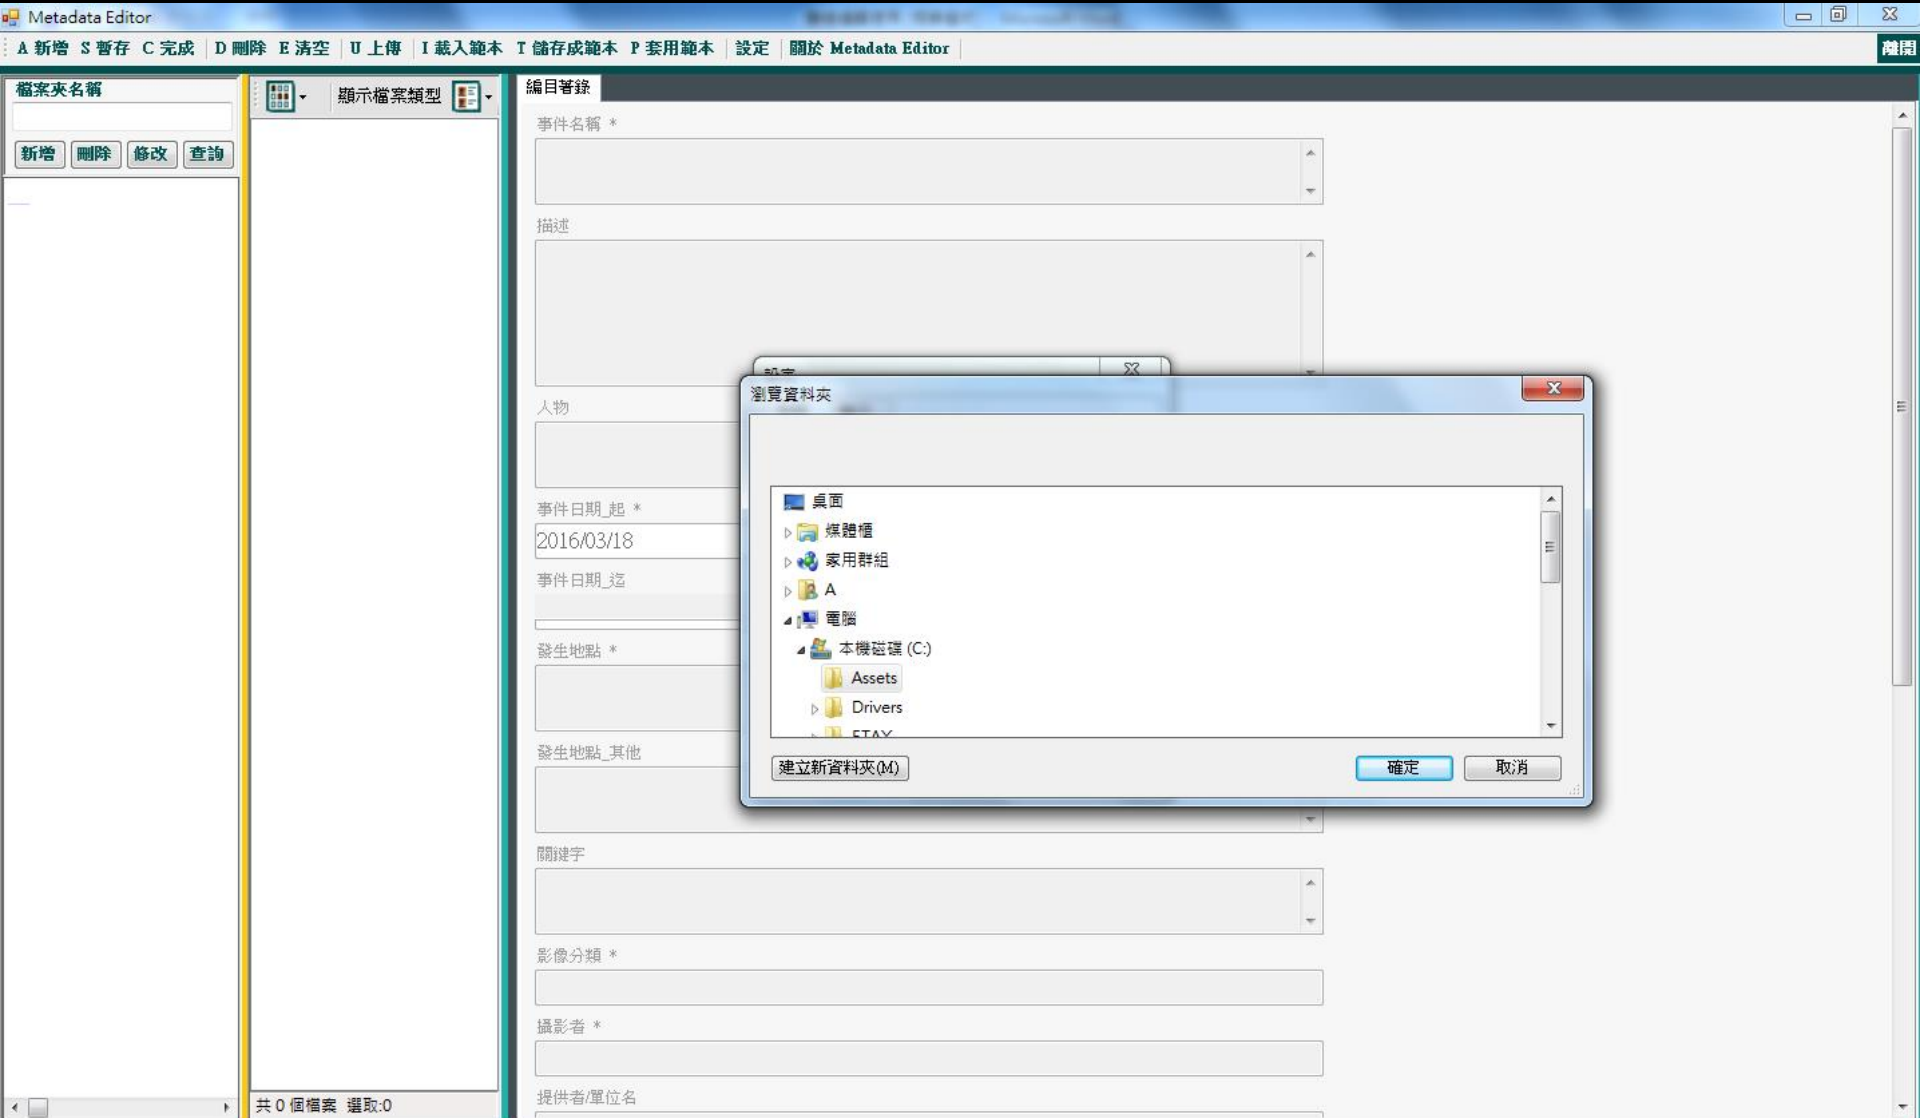 Metadata Editor
A 新增 S 暫存 C 完成 D 刪除 E 清空 U 上傳 I 載入範本 T 儲存成範本 P 套用範本 設定 關於 Metadata Editor 離開
檔案夾名稱
新增 刪除 修改 查詢
顯示檔案類型
共 0 個檔案 選取:0
編目著錄
事件名稱 *
描述
人物
事件日期_起 *
2016/03/18
事件日期_迄
發生地點 *
發生地點_其他
關鍵字
影像分類 *
攝影者 *
提供者/單位名
瀏覽資料夾
桌面
媒體櫃
家用群組
A
電腦
本機磁碟 (C:)
Assets
Drivers
建立新資料夾(M)
確定 取消